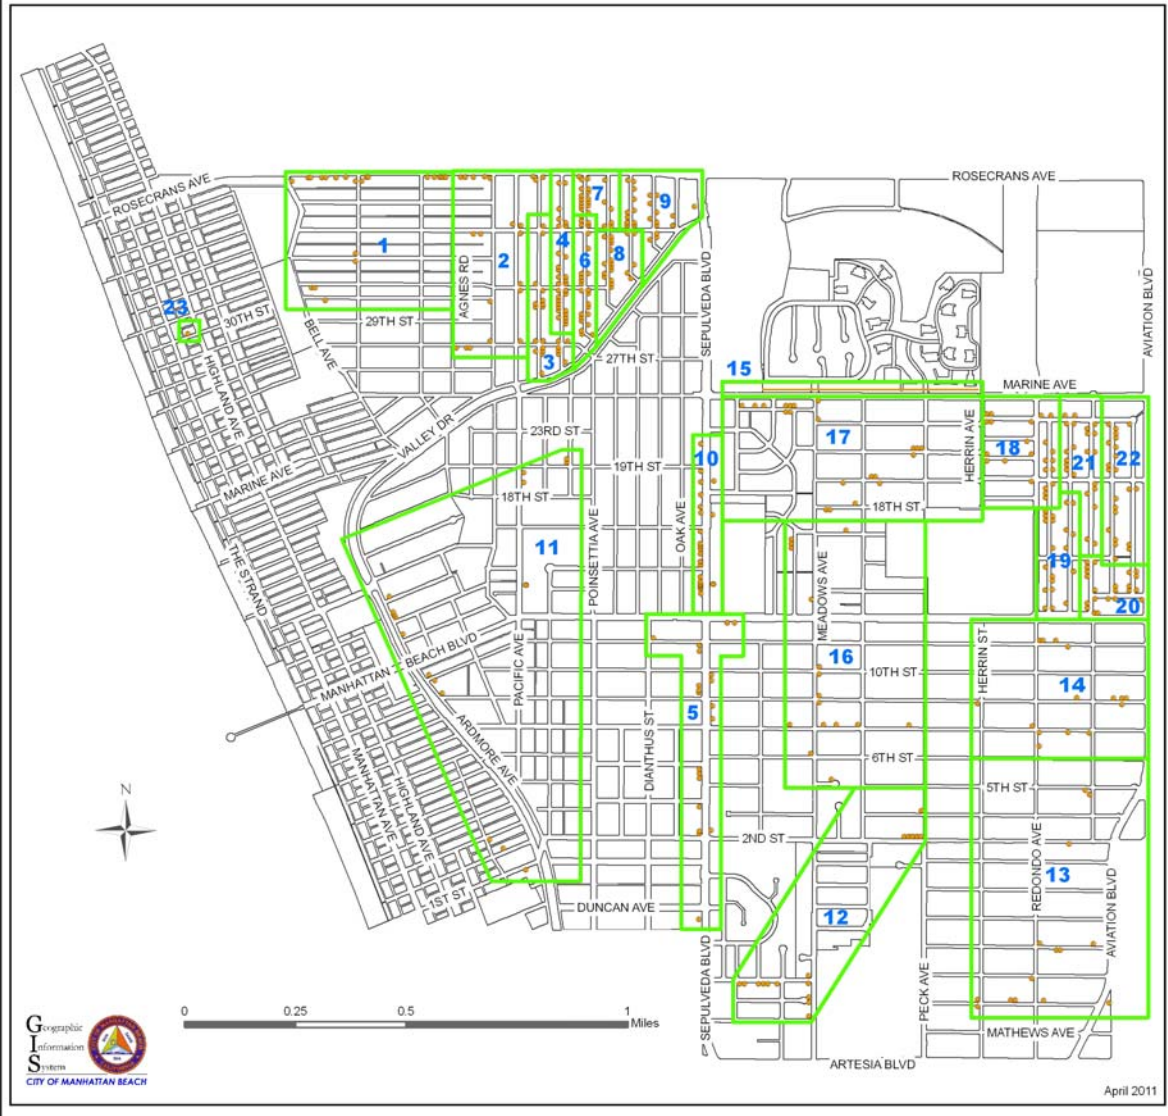 ROSECRANS AVE
ROSECRANS AVE
7
9
1
AGNES RD
2
4
6
8
SEPULVEDA BLVD
AVIATION BLVD
23
30TH ST
29TH ST
BELL AVE
3
27TH ST
HIGHLAND AVE
15
MARINE AVE
VALLEY DR
23RD ST
17
HERRIN AVE
18
21
22
10
19TH ST
MARINE AVE
18TH ST
OAK AVE
18TH ST
11
POINSETTIA AVE
THE STRAND
MEADOWS AVE
19
20
MANHATTAN BEACH BLVD
PACIFIC AVE
16
10TH ST
HERRIN ST
14
5
DIANTHUS ST
ARDMORE AVE
6TH ST
5TH ST
MANHATTAN AVE
HIGHLAND AVE
N
2ND ST
REDONDO AVE
13
AVIATION BLVD
1ST ST
DUNCAN AVE
12
SEPULVEDA BLVD
PECK AVE
0 0.25 0.5 1
Miles
MATHEWS AVE
ARTESIA BLVD
Geographic
Information
System
CITY OF MANHATTAN BEACH
April 2011